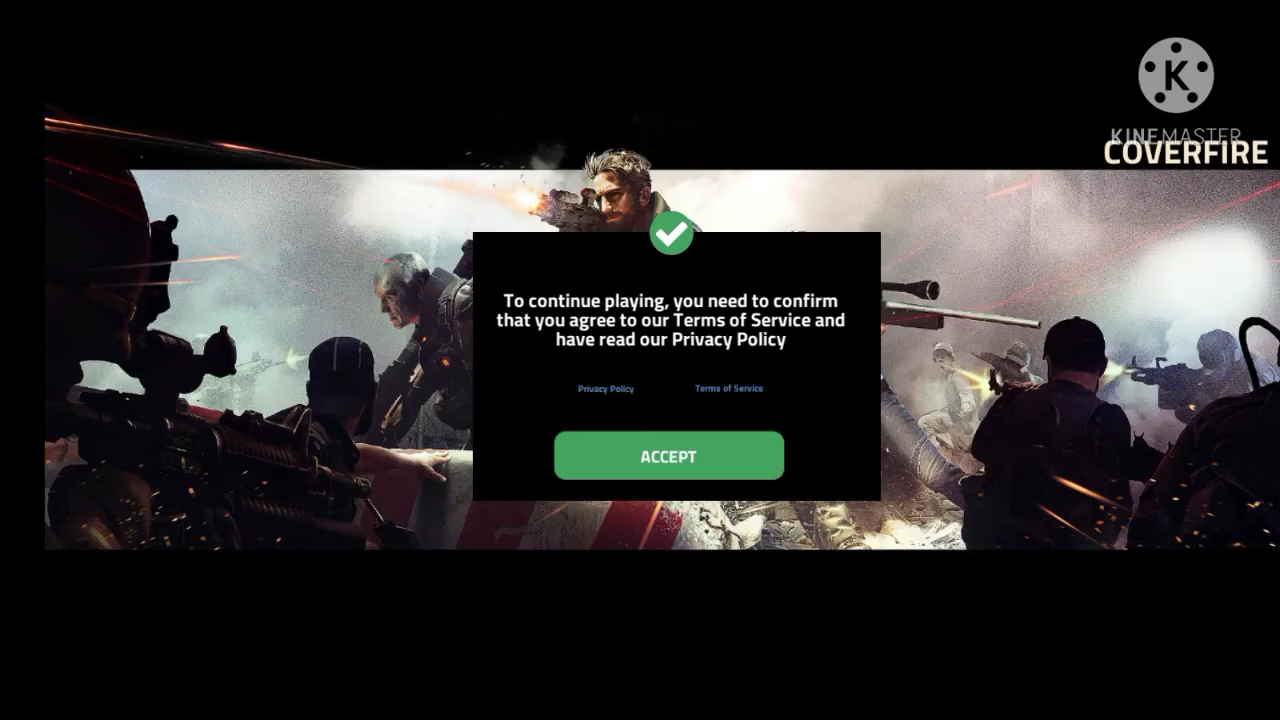 K
KINEMASTER
COVERFIRE
To continue playing, you need to confirm
that you agree to our Terms of Service and
have read our Privacy Policy
Privacy Policy
Terms of Service
ACCEPT